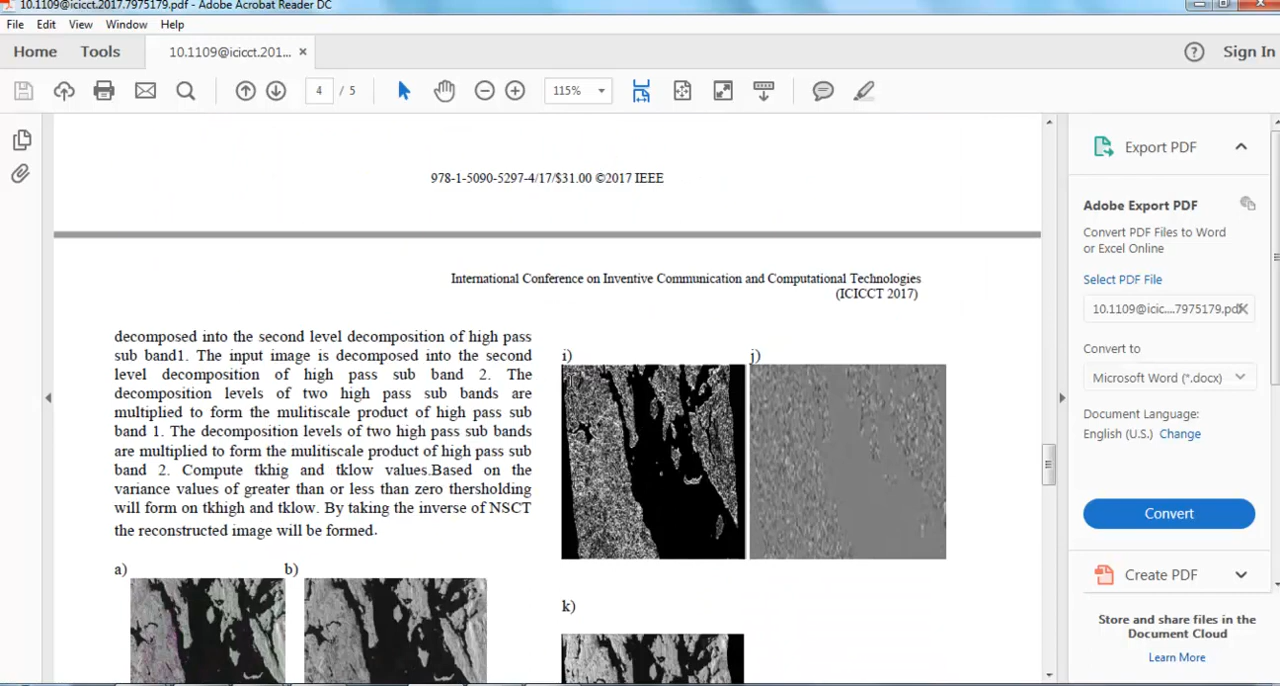 10.1109@icicct.2017.7975179.pdf - Adobe Acrobat Reader DC
File Edit View Window Help
Home Tools 10.1109@icicct.201... × Sign In
4 / 5 115%
978-1-5090-5297-4/17/$31.00 ©2017 IEEE
International Conference on Inventive Communication and Computational Technologies
(ICICCT 2017)
decomposed into the second level decomposition of high pass
sub band1. The input image is decomposed into the second
level decomposition of high pass sub band 2. The
decomposition levels of two high pass sub bands are
multiplied to form the mulitiscale product of high pass sub
band 1. The decomposition levels of two high pass sub bands
are multiplied to form the mulitiscale product of high pass sub
band 2. Compute tkhig and tklow values.Based on the
variance values of greater than or less than zero thersholding
will form on tkhigh and tklow. By taking the inverse of NSCT
the reconstructed image will be formed.
a) b)
i) j)
k)
Export PDF
Adobe Export PDF
Convert PDF Files to Word
or Excel Online
Select PDF File
10.1109@icic....7975179.pdf
Convert to
Microsoft Word (*.docx)
Document Language:
English (U.S.) Change
Convert
Create PDF
Store and share files in the
Document Cloud
Learn More